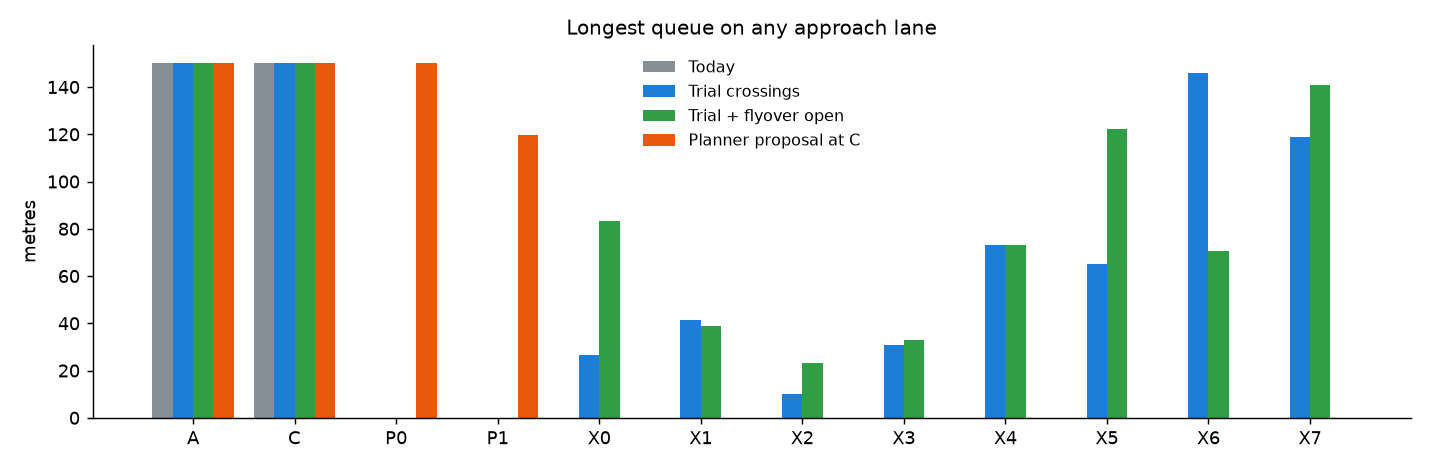 Longest queue on any approach lane
Today
Trial crossings
Trial + flyover open
Planner proposal at C
metres
140
120
100
80
60
40
20
0
A C P0 P1 X0 X1 X2 X3 X4 X5 X6 X7